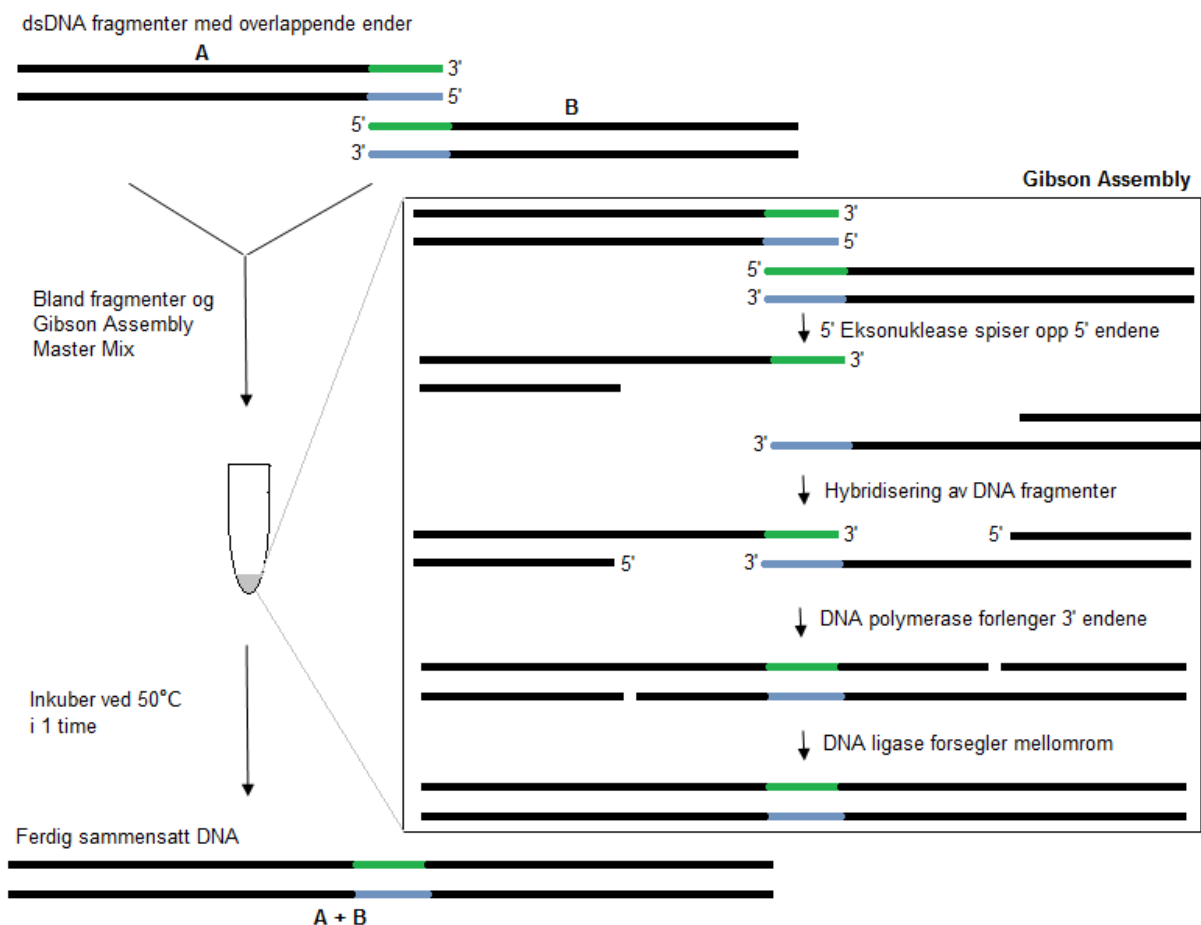 dsDNA fragmenter med overlappende ender
A
3'
5'
B
5'
3'
Bland fragmenter og
Gibson Assembly
Master Mix
Inkuber ved 50°C
i 1 time
Ferdig sammensatt DNA
A + B
Gibson Assembly
3'
5'
5'
3'
5' Eksonuklease spiser opp 5' endene
3'
3'
Hybridisering av DNA fragmenter
3'
5'
5'
3'
DNA polymerase forlenger 3' endene
DNA ligase forsegler mellomrom